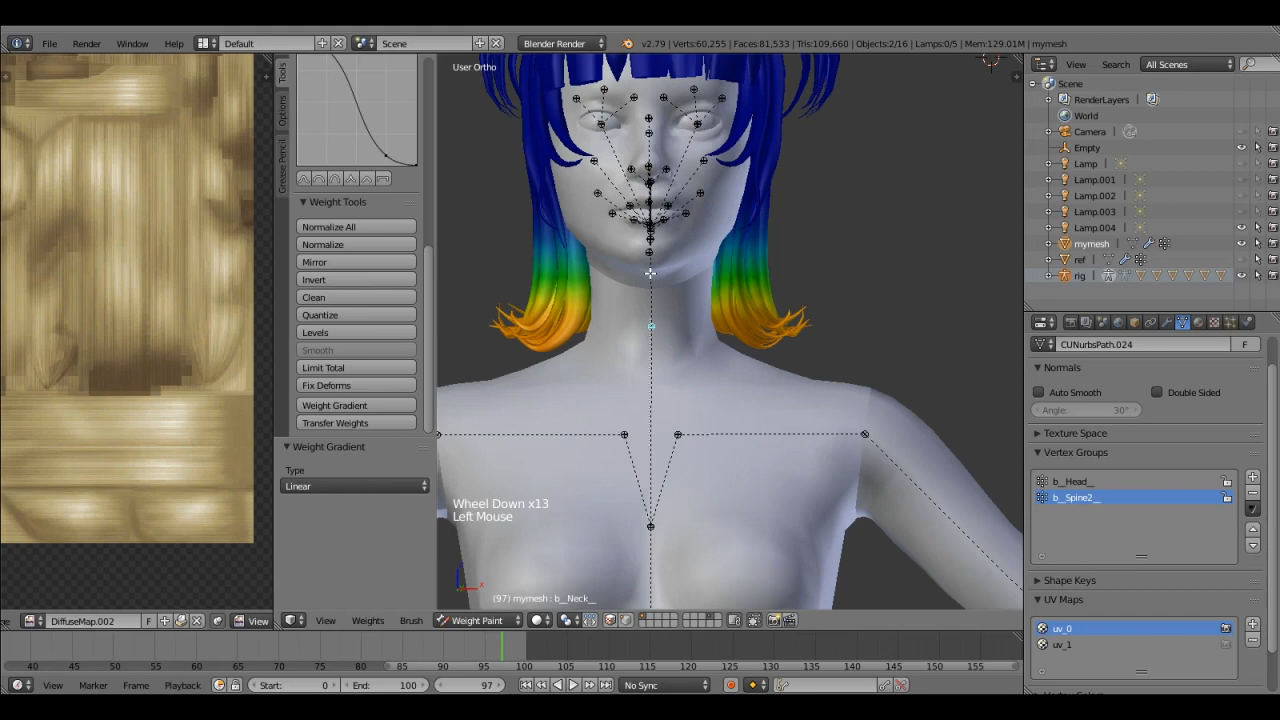 File Render Window Help Default Scene Blender Render v2.79 | Verts:60,255 | Faces:81,533 | Tris:109,660 | Objects:2/16 | Lamps:0/5 | Mem:129.01M | mymesh
View Search All Scenes
User Ortho
Tools
Options
Grease Pencil
Weight Tools
Normalize All
Normalize
Mirror
Invert
Clean
Quantize
Levels
Smooth
Limit Total
Fix Deforms
Weight Gradient
Transfer Weights
Weight Gradient
Type
Linear
Wheel Down x13
Left Mouse
(97) mymesh : b__Neck__
Scene
RenderLayers |
World
Camera |
Empty
Lamp |
Lamp.001 |
Lamp.002 |
Lamp.003 |
Lamp.004 |
mymesh |
ref |
rig |
CUNurbsPath.024 F
Normals
Auto Smooth Double Sided
Angle: 30°
Texture Space
Vertex Groups
b__Head__
b__Spine2__
Shape Keys
UV Maps
uv_0
uv_1
DiffuseMap.002 F View
View Weights Brush Weight Paint
40 45 50 55 60 65 70 75 80 85 90 95 100 105 110 115 120 125 130 135 140 145 150 155
View Marker Frame Playback Start: 0 End: 100 97 No Sync